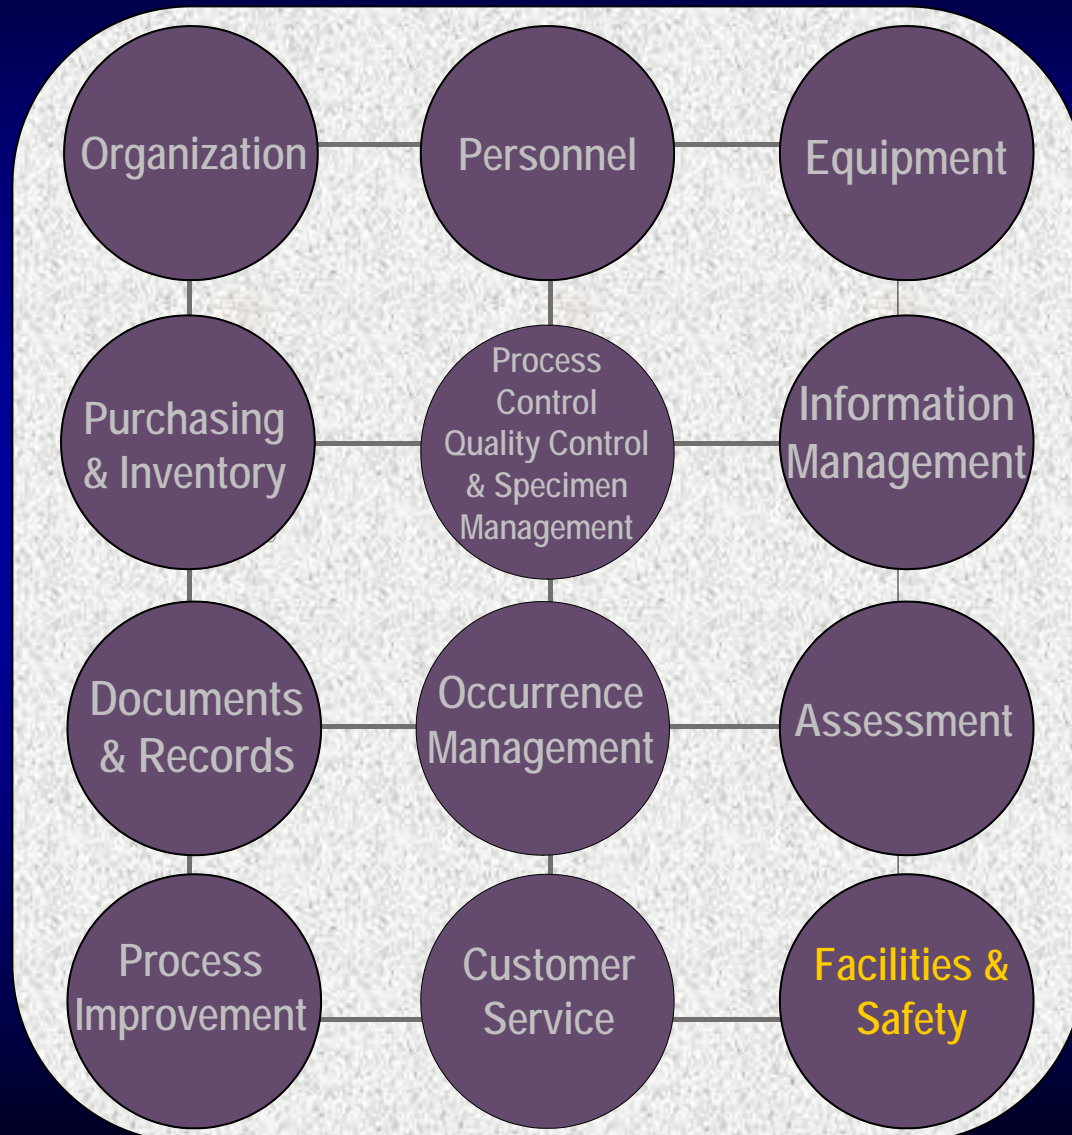 Organization
Personnel
Equipment
Purchasing
& Inventory
Process
Control
Quality Control
& Specimen
Management
Information
Management
Documents
& Records
Occurrence
Management
Assessment
Process
Improvement
Customer
Service
Facilities &
Safety